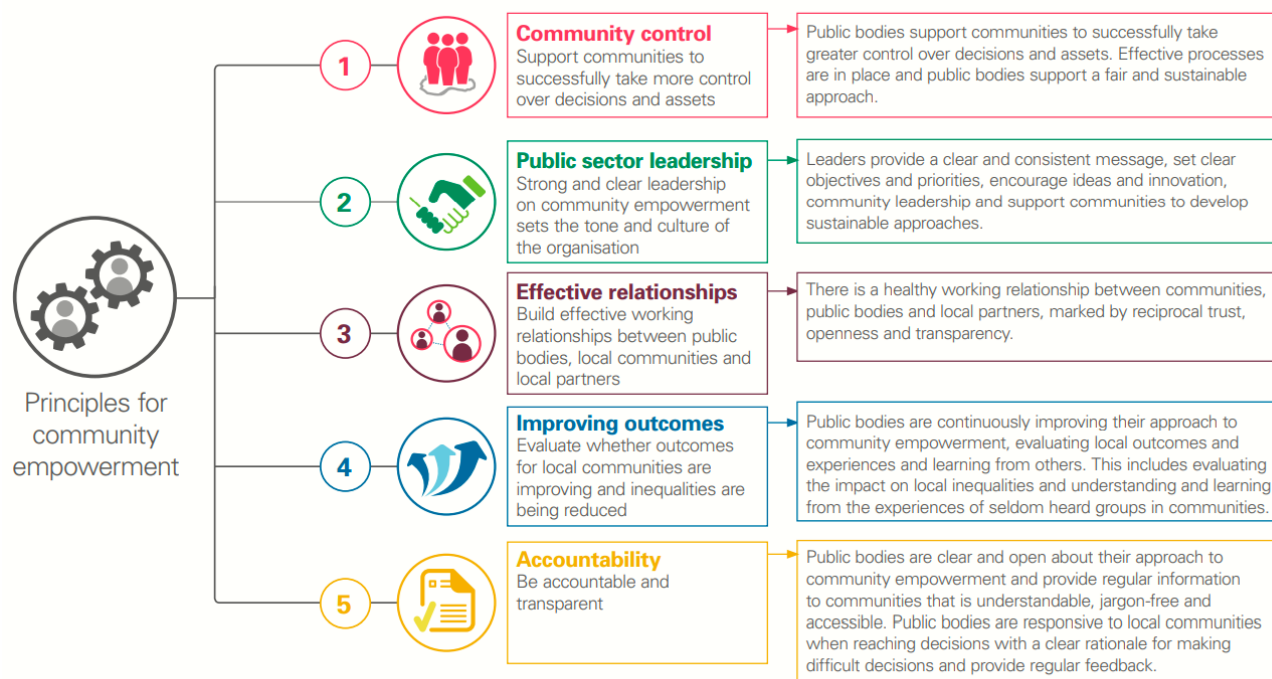 Principles for
community
empowerment
1
Community control
Support communities to
successfully take more control
over decisions and assets
Public bodies support communities to successfully take
greater control over decisions and assets. Effective processes
are in place and public bodies support a fair and sustainable
approach.
2
Public sector leadership
Strong and clear leadership
on community empowerment
sets the tone and culture of
the organisation
Leaders provide a clear and consistent message, set clear
objectives and priorities, encourage ideas and innovation,
community leadership and support communities to develop
sustainable approaches.
3
Effective relationships
Build effective working
relationships between public
bodies, local communities and
local partners
There is a healthy working relationship between communities,
public bodies and local partners, marked by reciprocal trust,
openness and transparency.
4
Improving outcomes
Evaluate whether outcomes
for local communities are
improving and inequalities are
being reduced
Public bodies are continuously improving their approach to
community empowerment, evaluating local outcomes and
experiences and learning from others. This includes evaluating
the impact on local inequalities and understanding and learning
from the experiences of seldom heard groups in communities.
5
Accountability
Be accountable and
transparent
Public bodies are clear and open about their approach to
community empowerment and provide regular information
to communities that is understandable, jargon-free and
accessible. Public bodies are responsive to local communities
when reaching decisions with a clear rationale for making
difficult decisions and provide regular feedback.